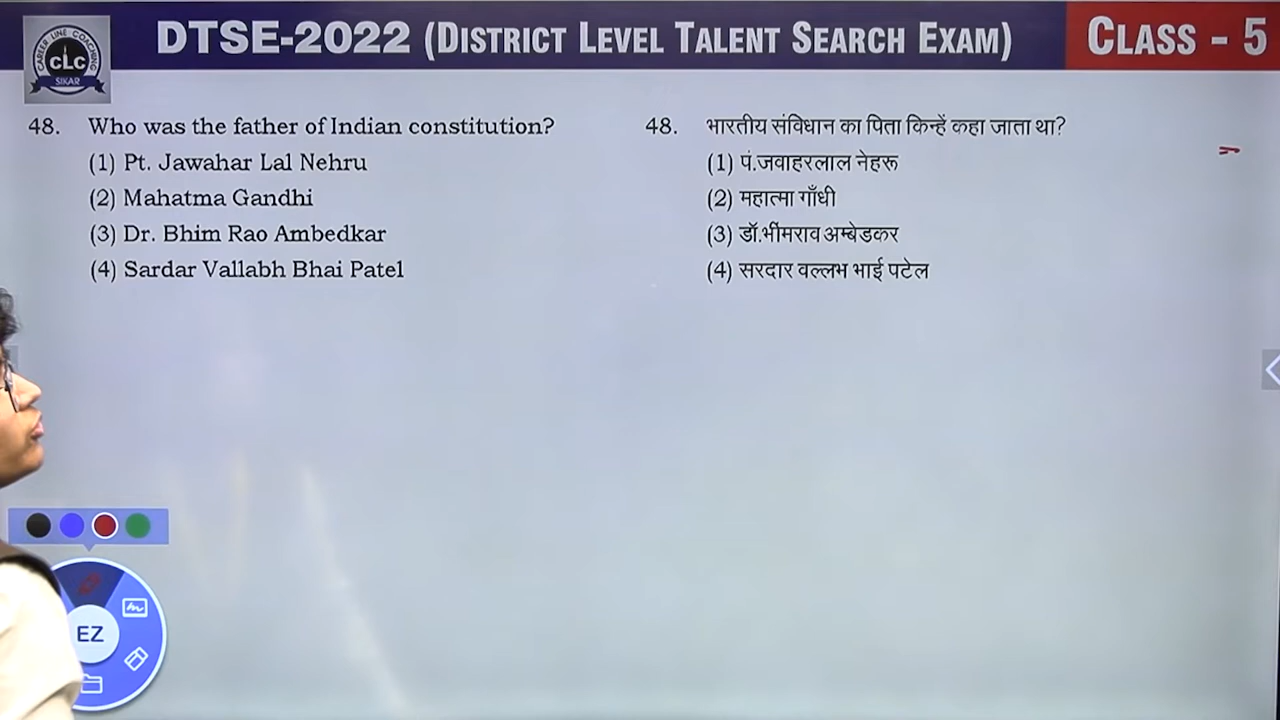 CAREER LINE COACHING
CLC
SIKAR
DTSE-2022 (DISTRICT LEVEL TALENT SEARCH EXAM)
CLASS - 5
48. Who was the father of Indian constitution?
(1) Pt. Jawahar Lal Nehru
(2) Mahatma Gandhi
(3) Dr. Bhim Rao Ambedkar
(4) Sardar Vallabh Bhai Patel
48. भारतीय संविधान का पिता किन्हें कहा जाता था?
(1) पं.जवाहरलाल नेहरू
(2) महात्मा गाँधी
(3) डॉ.भींमराव अम्बेडकर
(4) सरदार वल्लभ भाई पटेल
EZ